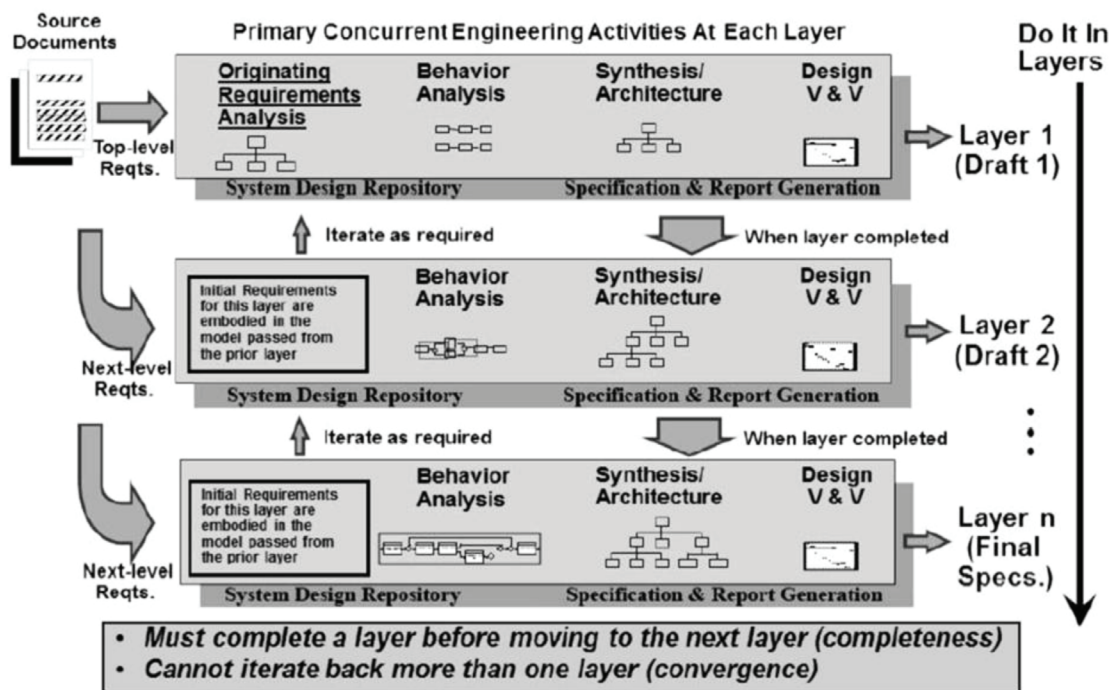 Source
Documents
Primary Concurrent Engineering Activities At Each Layer
Do It In
Layers
Originating
Requirements
Analysis
Behavior
Analysis
Synthesis/
Architecture
Design
V & V
Top-level
Reqts.
Layer 1
(Draft 1)
System Design Repository
Specification & Report Generation
Iterate as required
When layer completed
Initial Requirements
for this layer are
embodied in the
model passed from
the prior layer
Behavior
Analysis
Synthesis/
Architecture
Design
V & V
Layer 2
(Draft 2)
Next-level
Reqts.
System Design Repository
Specification & Report Generation
Iterate as required
When layer completed
Initial Requirements
for this layer are
embodied in the
model passed from
the prior layer
Behavior
Analysis
Synthesis/
Architecture
Design
V & V
Layer n
(Final
Specs.)
Next-level
Reqts.
System Design Repository
Specification & Report Generation
• Must complete a layer before moving to the next layer (completeness)
• Cannot iterate back more than one layer (convergence)